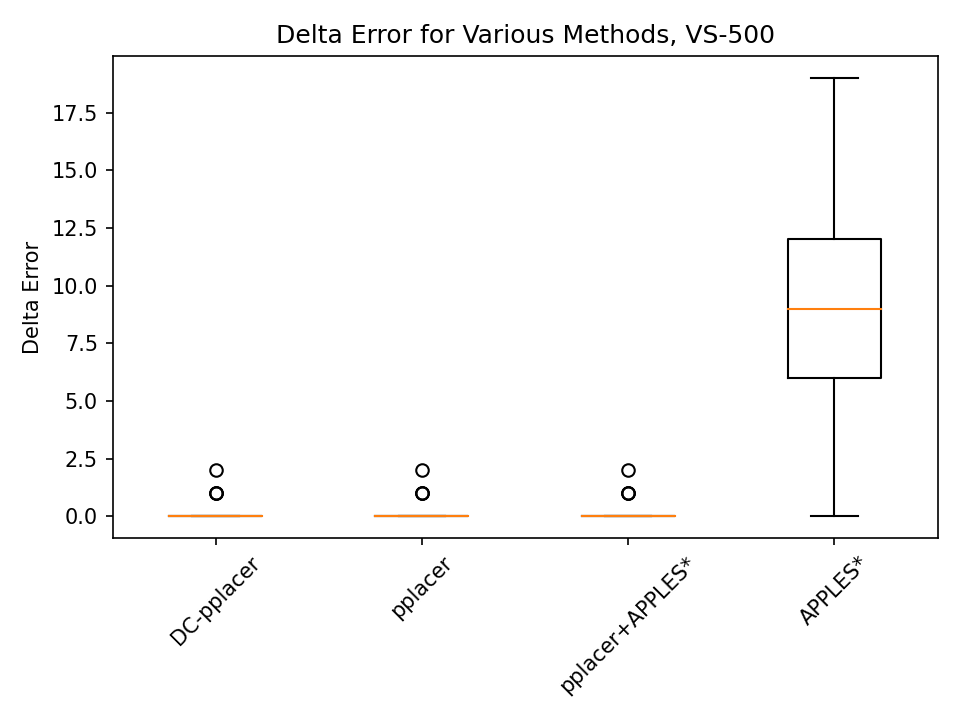 Delta Error for Various Methods, VS-500
Delta Error
17.5
15.0
12.5
10.0
7.5
5.0
2.5
0.0
DC-pplacer
pplacer
pplacer+APPLES*
APPLES*